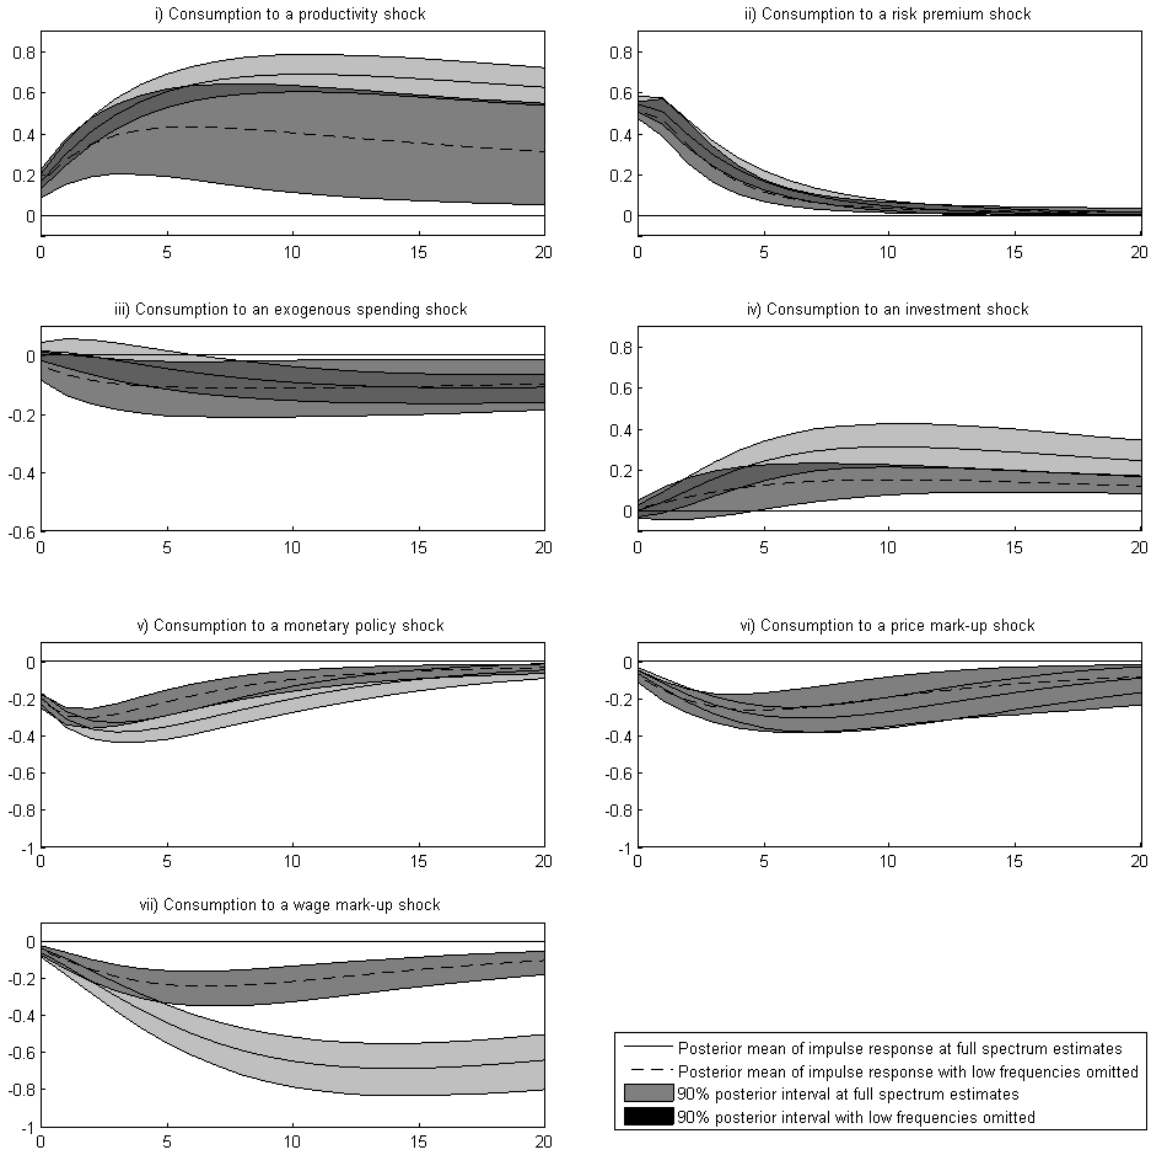 i) Consumption to a productivity shock
0.8
0.6
0.4
0.2
0
0 5 10 15 20
ii) Consumption to a risk premium shock
0.8
0.6
0.4
0.2
0
0 5 10 15 20
iii) Consumption to an exogenous spending shock
0
-0.2
-0.4
-0.6
0 5 10 15 20
iv) Consumption to an investment shock
0.8
0.6
0.4
0.2
0
0 5 10 15 20
v) Consumption to a monetary policy shock
0
-0.2
-0.4
-0.6
-0.8
-1
0 5 10 15 20
vi) Consumption to a price mark-up shock
0
-0.2
-0.4
-0.6
-0.8
-1
0 5 10 15 20
vii) Consumption to a wage mark-up shock
0
-0.2
-0.4
-0.6
-0.8
-1
0 5 10 15 20
Posterior mean of impulse response at full spectrum estimates
Posterior mean of impulse response with low frequencies omitted
90% posterior interval at full spectrum estimates
90% posterior interval with low frequencies omitted